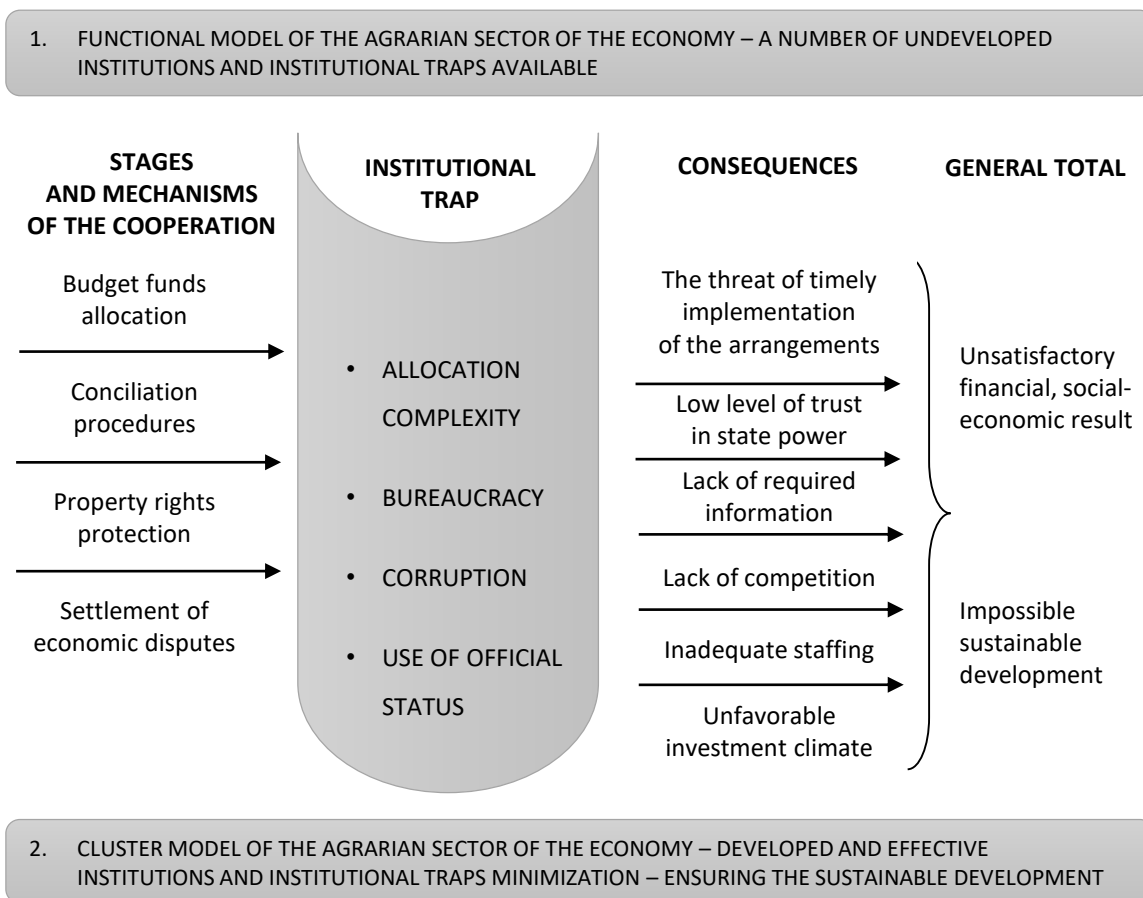 1. FUNCTIONAL MODEL OF THE AGRARIAN SECTOR OF THE ECONOMY – A NUMBER OF UNDEVELOPED
INSTITUTIONS AND INSTITUTIONAL TRAPS AVAILABLE
STAGES
AND MECHANISMS
OF THE COOPERATION
Budget funds
allocation
Conciliation
procedures
Property rights
protection
Settlement of
economic disputes
INSTITUTIONAL
TRAP
• ALLOCATION
COMPLEXITY
• BUREAUCRACY
• CORRUPTION
• USE OF OFFICIAL
STATUS
CONSEQUENCES
The threat of timely
implementation
of the arrangements
Low level of trust
in state power
Lack of required
information
Lack of competition
Inadequate staffing
Unfavorable
investment climate
GENERAL TOTAL
Unsatisfactory
financial, social-
economic result
Impossible
sustainable
development
2. CLUSTER MODEL OF THE AGRARIAN SECTOR OF THE ECONOMY – DEVELOPED AND EFFECTIVE
INSTITUTIONS AND INSTITUTIONAL TRAPS MINIMIZATION – ENSURING THE SUSTAINABLE DEVELOPMENT